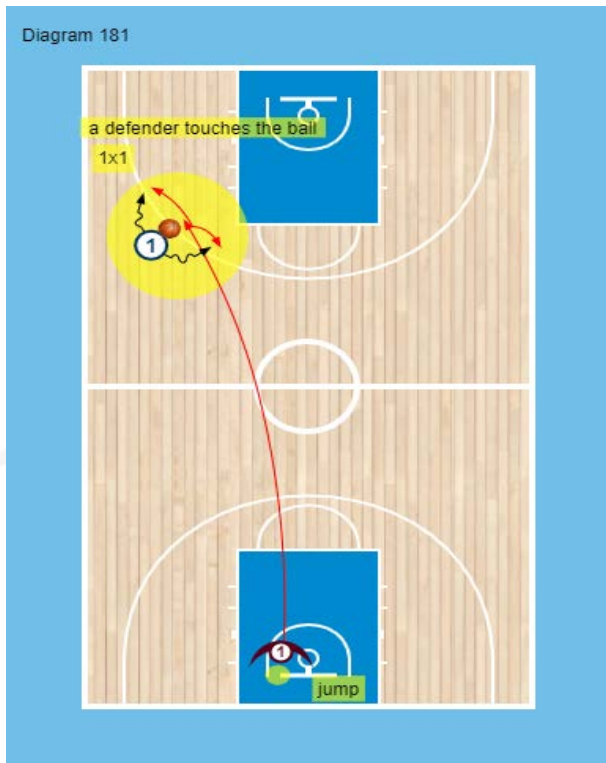 Diagram 181
a defender touches the ball
1x1
1
1
jump